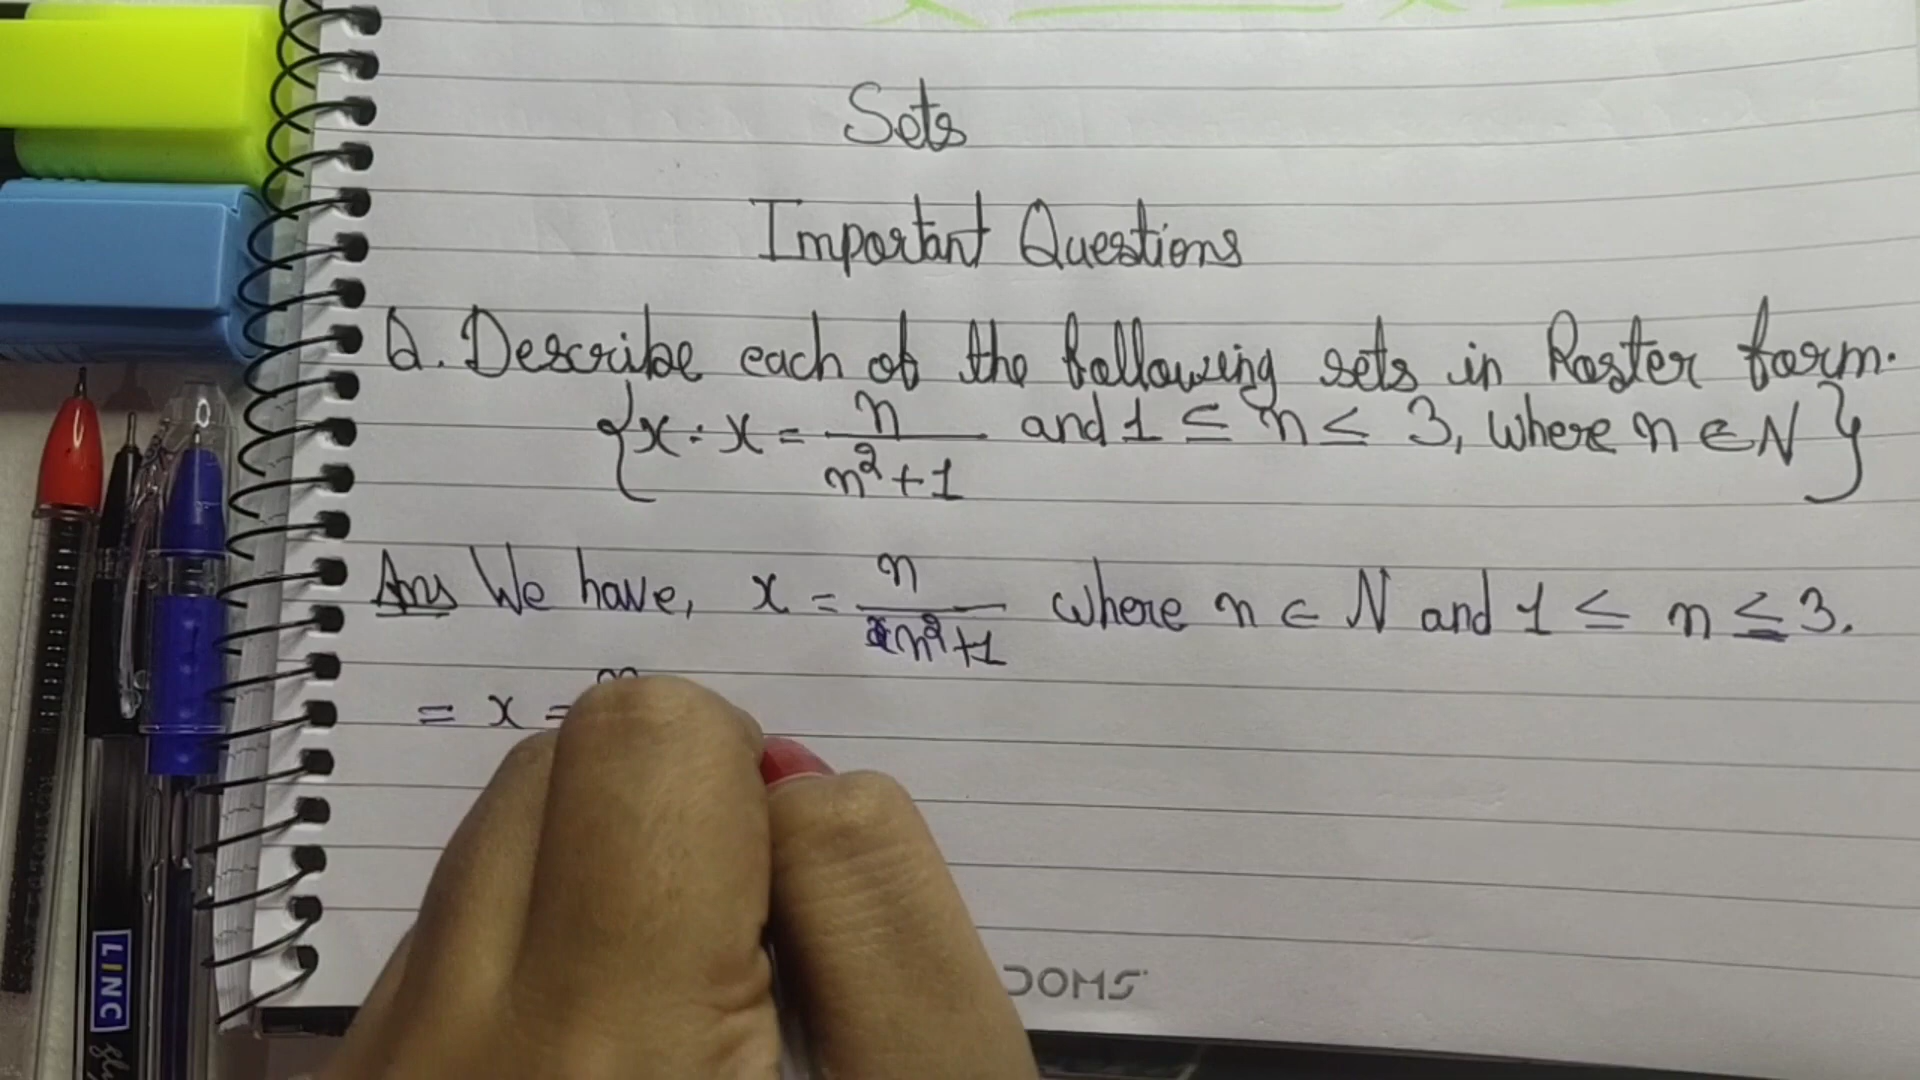 Sets
Important Questions
Q. Describe each of the following sets in Roster form.
{x : x = n/n²+1 and 1 ≤ n ≤ 3, where n ∈ N}
Ans We have, x = n/n²+1 where n ∈ N and 1 ≤ n ≤ 3.
= x =
DOMS
LINC